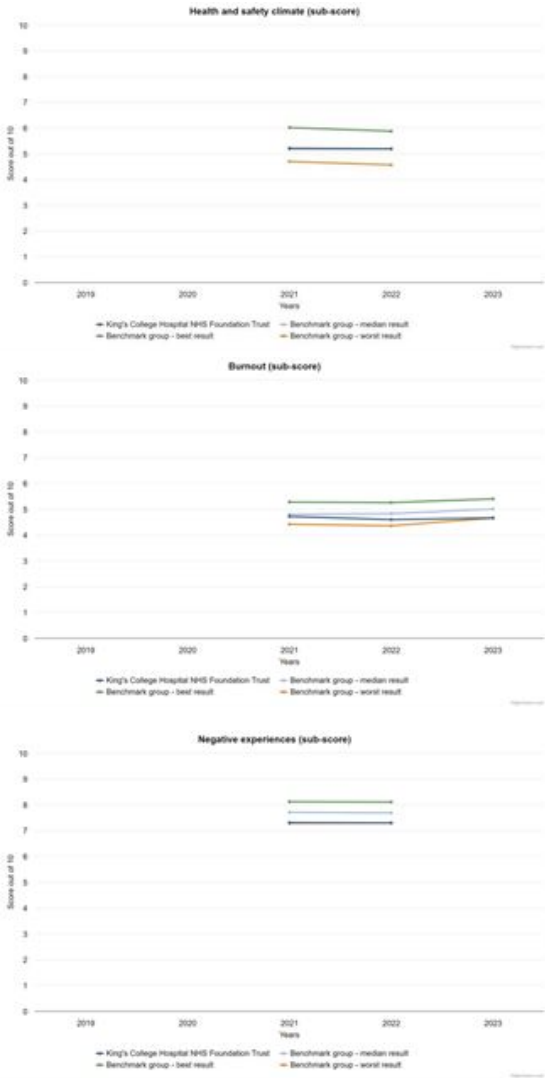 Health and safety climate (sub-score)
10
9
8
7
6
5
4
3
2
1
0
Score out of 10
2019 2020 2021 2022 2023
Years
King's College Hospital NHS Foundation Trust Benchmark group - median result
Benchmark group - best result Benchmark group - worst result
Burnout (sub-score)
10
9
8
7
6
5
4
3
2
1
0
Score out of 10
2019 2020 2021 2022 2023
Years
King's College Hospital NHS Foundation Trust Benchmark group - median result
Benchmark group - best result Benchmark group - worst result
Negative experiences (sub-score)
10
9
8
7
6
5
4
3
2
1
0
Score out of 10
2019 2020 2021 2022 2023
Years
King's College Hospital NHS Foundation Trust Benchmark group - median result
Benchmark group - best result Benchmark group - worst result